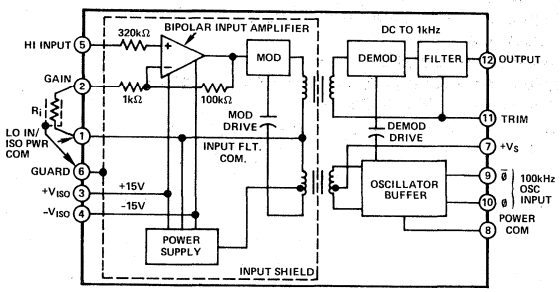 BIPOLAR INPUT AMPLIFIER
DC TO 1kHz
HI INPUT 5
320kΩ
+
−
MOD
DEMOD
FILTER
12 OUTPUT
GAIN 2
1kΩ
100kΩ
Ri
MOD
DRIVE
DEMOD
DRIVE
11
TRIM
LO IN/
ISO PWR
COM
1
INPUT FLT.
COM.
7 +VS
GUARD
6
+VISO 3
+15V
−VISO 4
−15V
OSCILLATOR
BUFFER
9 ø̄
10 ø
100kHz
OSC
INPUT
POWER
COM
8
POWER
SUPPLY
INPUT SHIELD